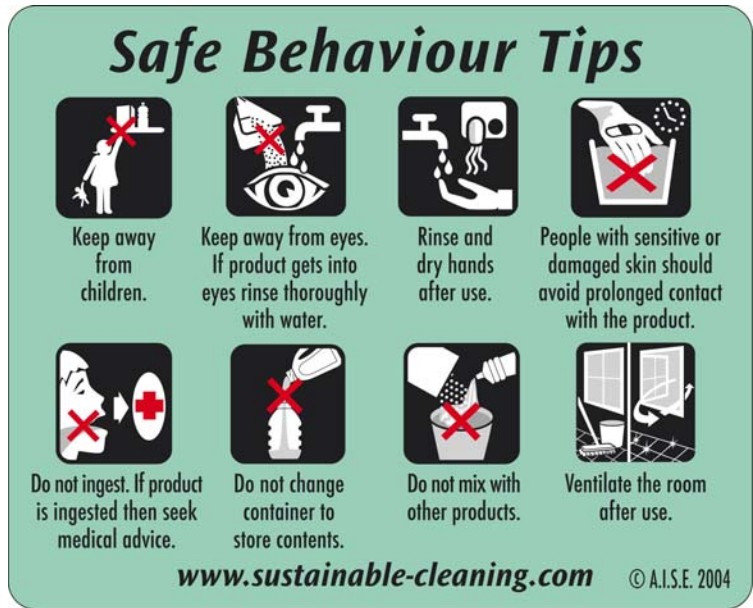 Safe Behaviour Tips
Keep away
from
children.
Keep away from eyes.
If product gets into
eyes rinse thoroughly
with water.
Rinse and
dry hands
after use.
People with sensitive or
damaged skin should
avoid prolonged contact
with the product.
Do not ingest. If product
is ingested then seek
medical advice.
Do not change
container to
store contents.
Do not mix with
other products.
Ventilate the room
after use.
www.sustainable-cleaning.com
© A.I.S.E. 2004